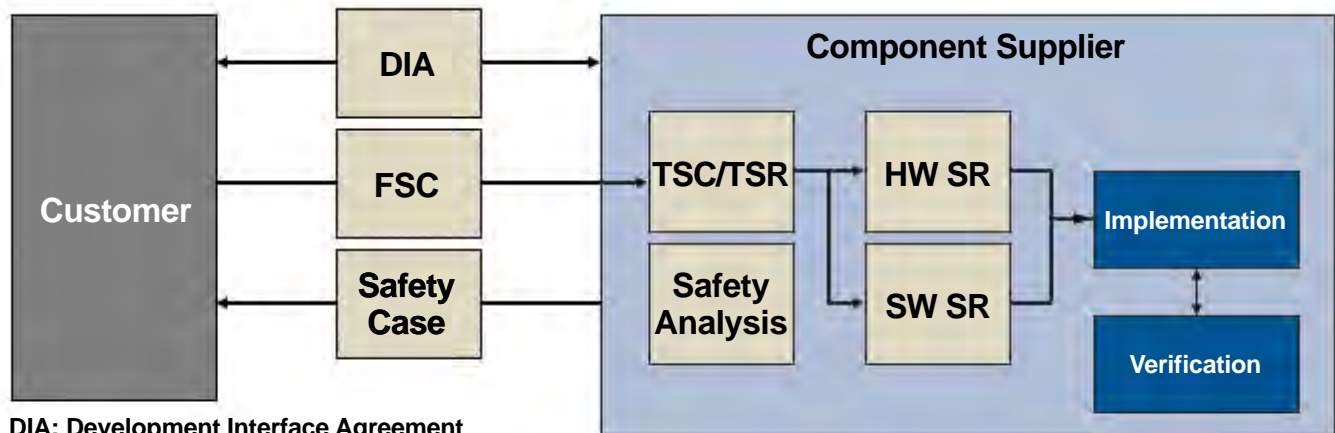 Customer
DIA
FSC
Safety
Case
Component Supplier
TSC/TSR
Safety
Analysis
HW SR
SW SR
Implementation
Verification
DIA: Development Interface Agreement